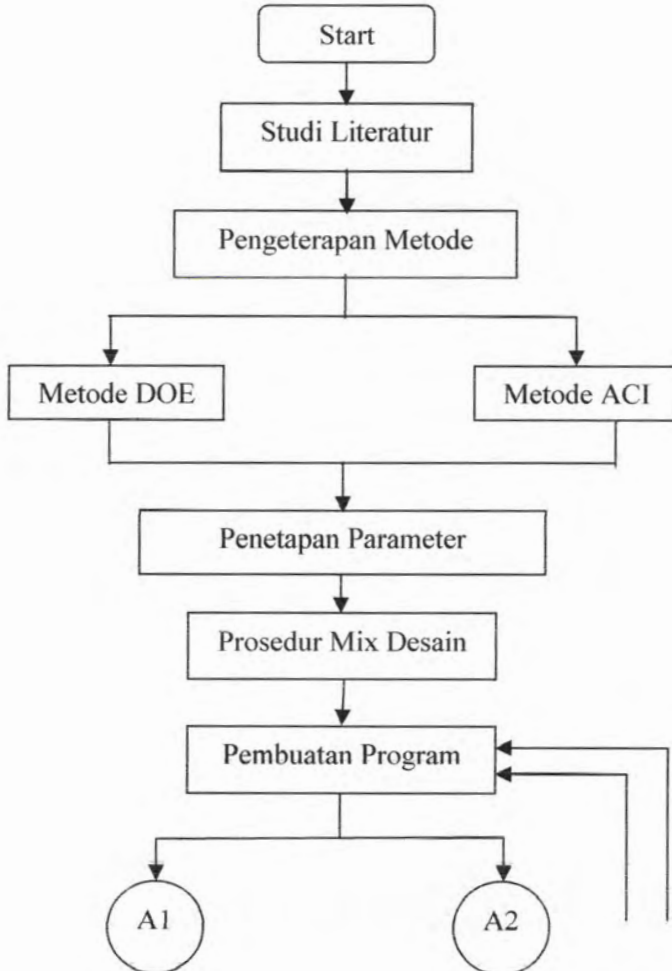 Start
Studi Literatur
Pengeterapan Metode
Metode DOE
Metode ACI
Penetapan Parameter
Prosedur Mix Desain
Pembuatan Program
A1
A2